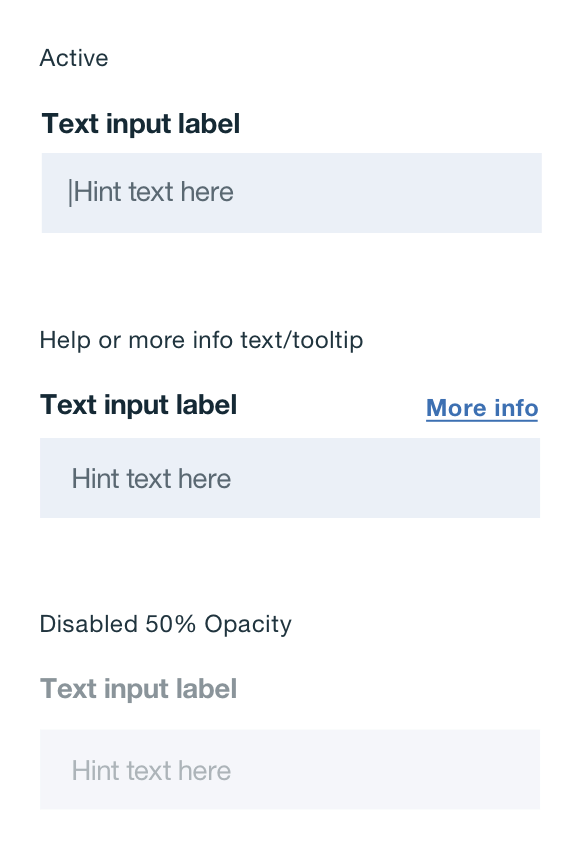 Active
Text input label
Hint text here
Help or more info text/tooltip
Text input label
More info
Hint text here
Disabled 50% Opacity
Text input label
Hint text here